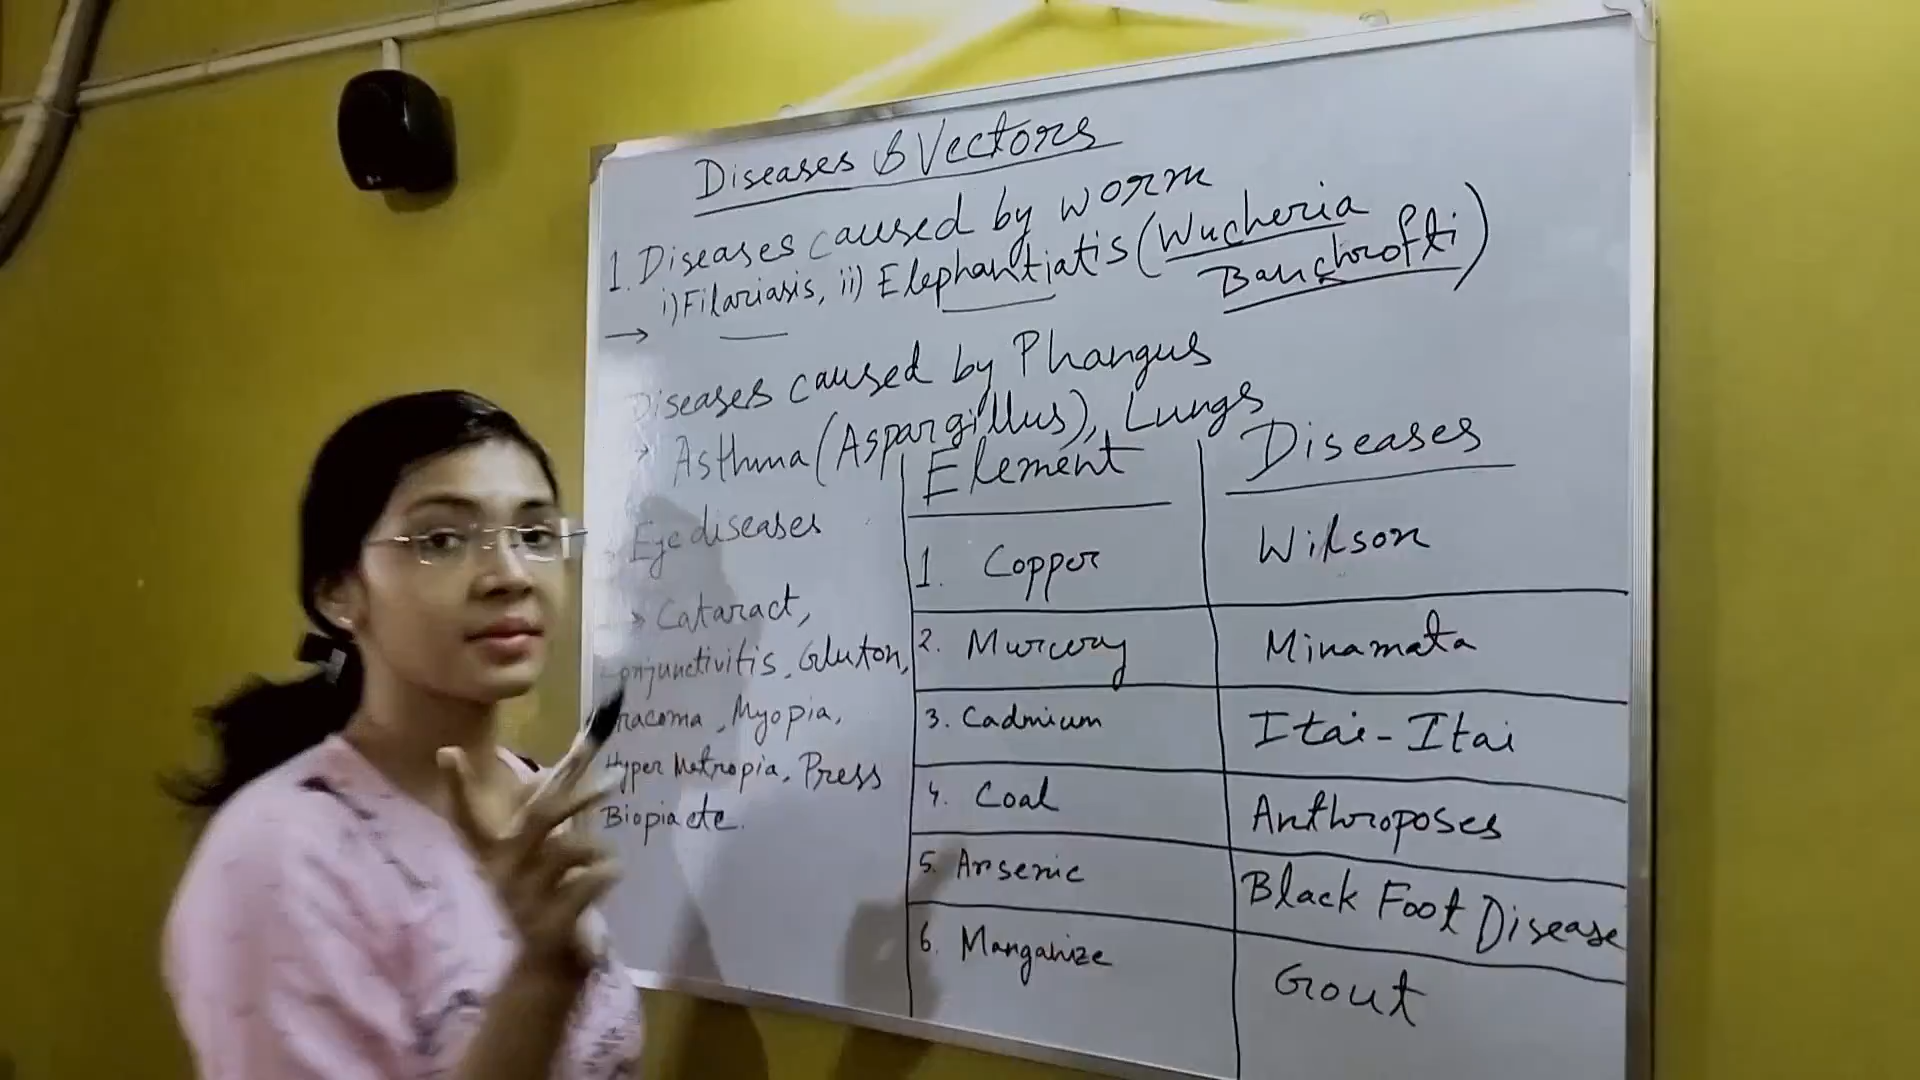 Diseases & Vectors
1. Diseases caused by worm
i) Filariasis, ii) Elephantiatis (Wucheria
Banchrofti)
→
Diseases caused by Phangus
→ Asthma (Aspargillus), Lungs
Eye diseases
→ Cataract,
Conjunctivitis, Gluton,
Tracoma, Myopia,
Hyper Metropia, Press
Biopia etc.
Element Diseases
1. Copper Wilson
2. Murcury Minamata
3. Cadmium Itai-Itai
4. Coal Anthroposes
5. Arsenic Black Foot Disease
6. Manganize Gout